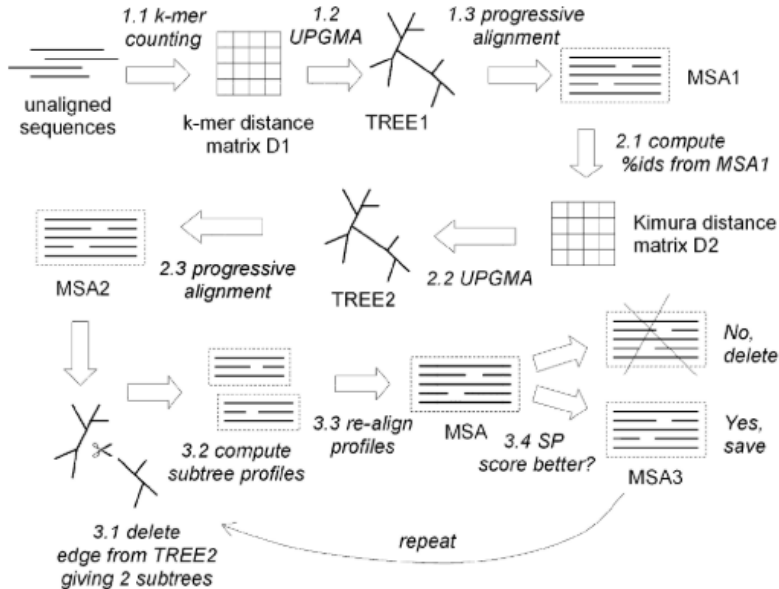 1.1 k-mer
counting
1.2
UPGMA
1.3 progressive
alignment
unaligned
sequences
k-mer distance
matrix D1
TREE1
MSA1
2.1 compute
%ids from MSA1
Kimura distance
matrix D2
2.2 UPGMA
TREE2
2.3 progressive
alignment
MSA2
3.1 delete
edge from TREE2
giving 2 subtrees
3.2 compute
subtree profiles
3.3 re-align
profiles
MSA
3.4 SP
score better?
No,
delete
Yes,
save
MSA3
repeat